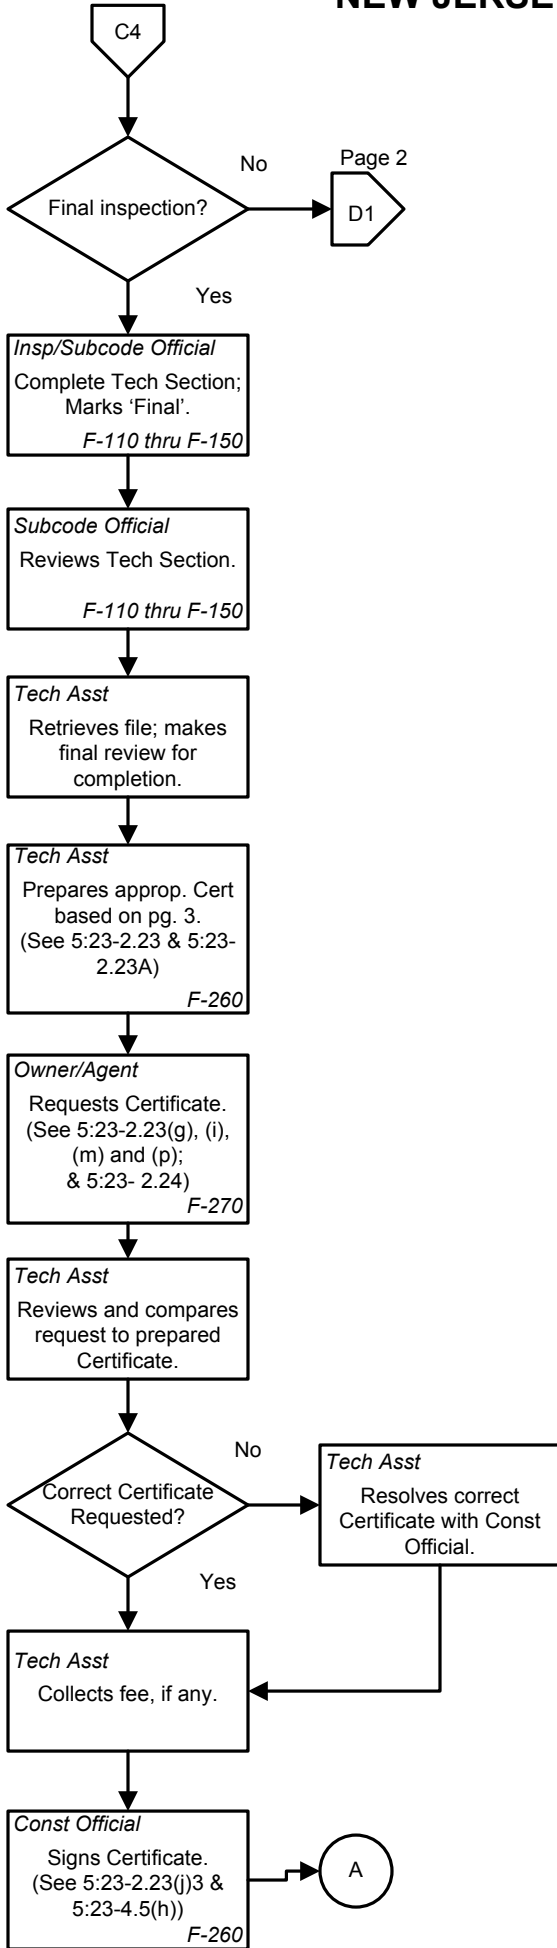 NEW JERSE
C4
Final inspection?
No
Page 2
D1
Yes
Insp/Subcode Official
Complete Tech Section;
Marks ‘Final’.
F-110 thru F-150
Subcode Official
Reviews Tech Section.
F-110 thru F-150
Tech Asst
Retrieves file; makes
final review for
completion.
Tech Asst
Prepares approp. Cert
based on pg. 3.
(See 5:23-2.23 & 5:23-
2.23A)
F-260
Owner/Agent
Requests Certificate.
(See 5:23-2.23(g), (i),
(m) and (p);
& 5:23- 2.24)
F-270
Tech Asst
Reviews and compares
request to prepared
Certificate.
Correct Certificate
Requested?
No
Tech Asst
Resolves correct
Certificate with Const
Official.
Yes
Tech Asst
Collects fee, if any.
Const Official
Signs Certificate.
(See 5:23-2.23(j)3 &
5:23-4.5(h))
F-260
A